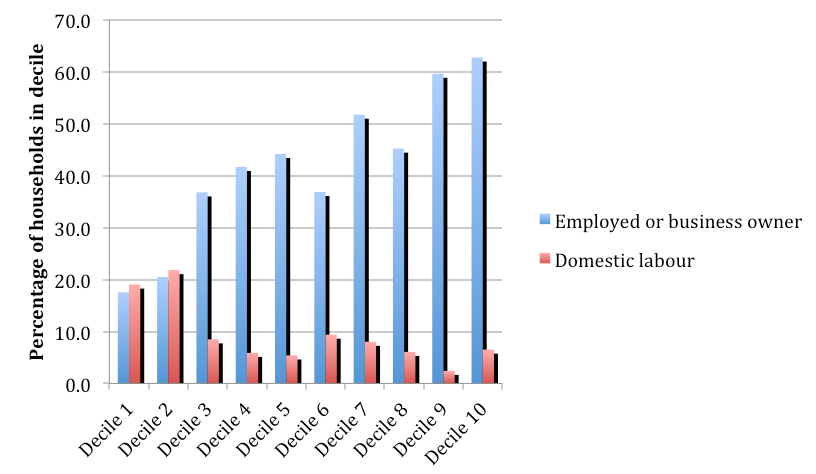 Percentage of households in decile
70.0
60.0
50.0
40.0
30.0
20.0
10.0
0.0
Decile 1
Decile 2
Decile 3
Decile 4
Decile 5
Decile 6
Decile 7
Decile 8
Decile 9
Decile 10
Employed or business owner
Domestic labour